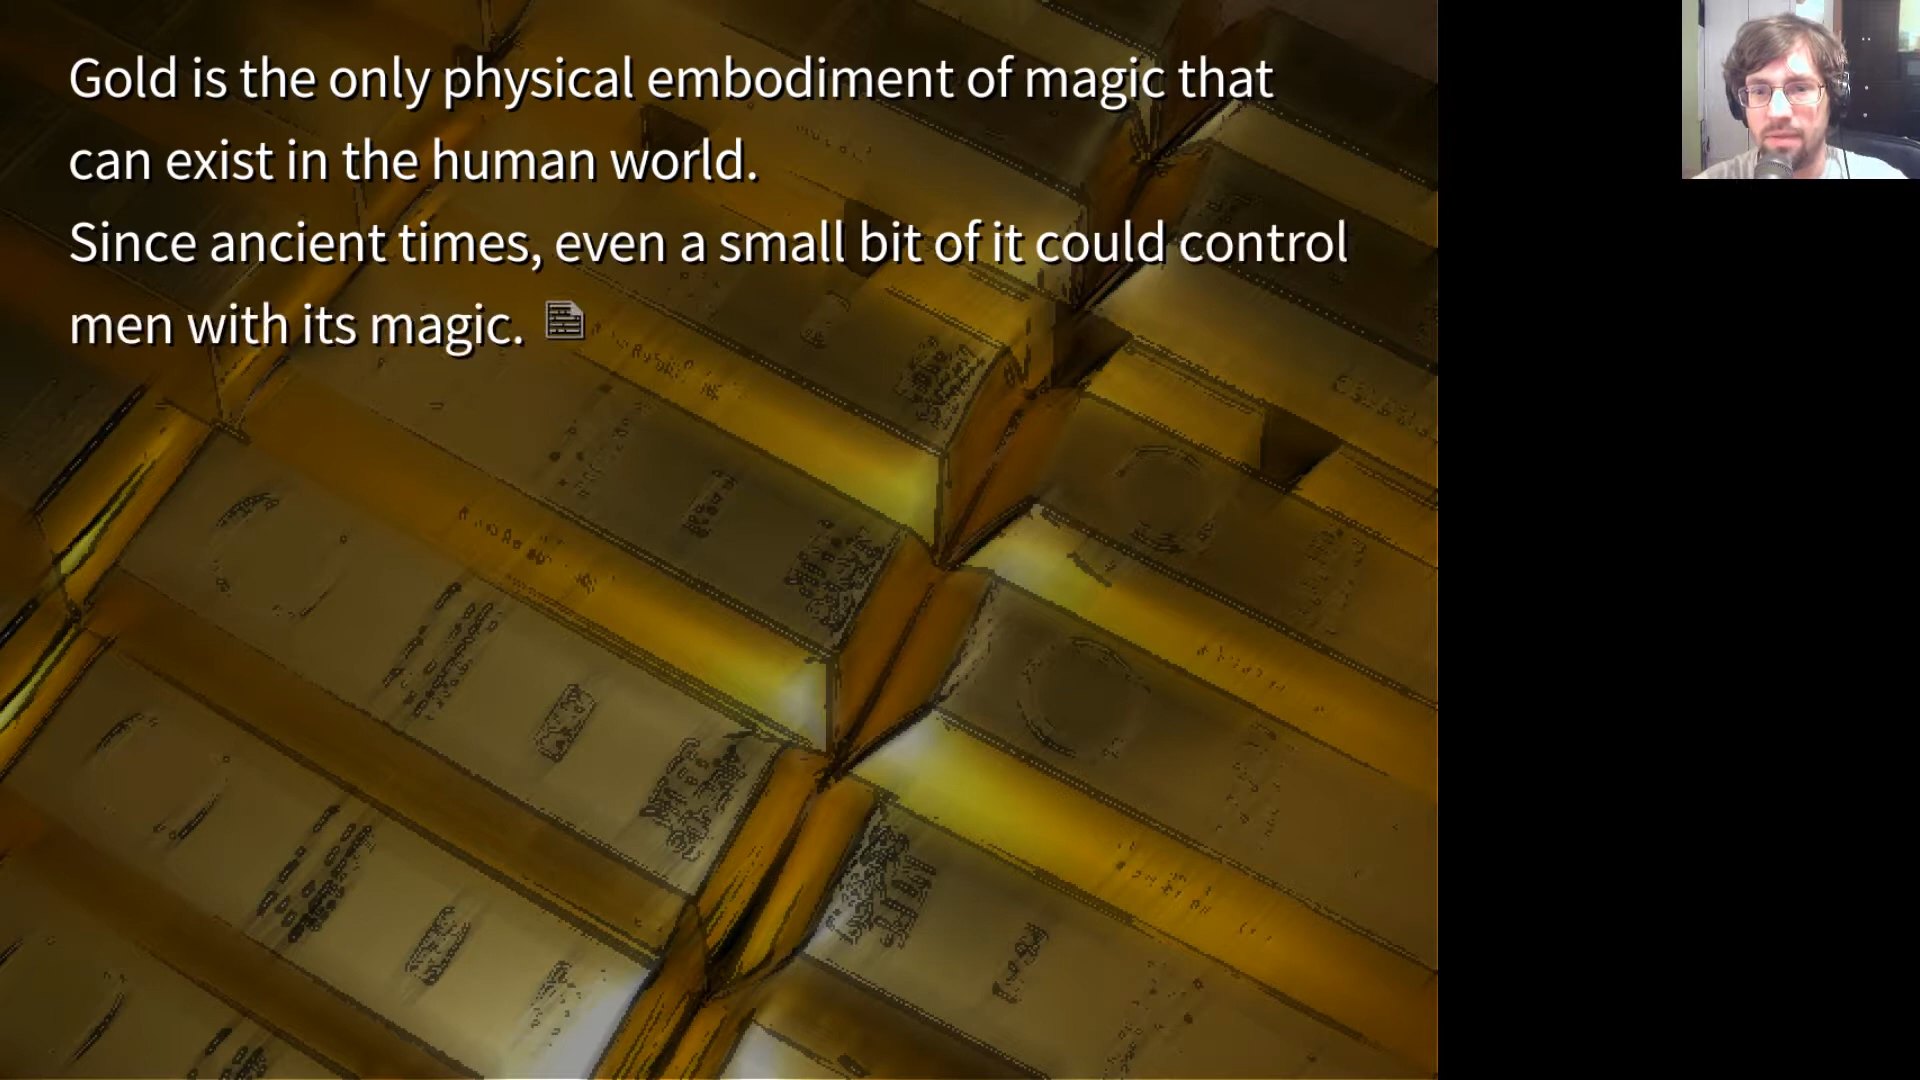 Gold is the only physical embodiment of magic that
can exist in the human world.
Since ancient times, even a small bit of it could control
men with its magic.